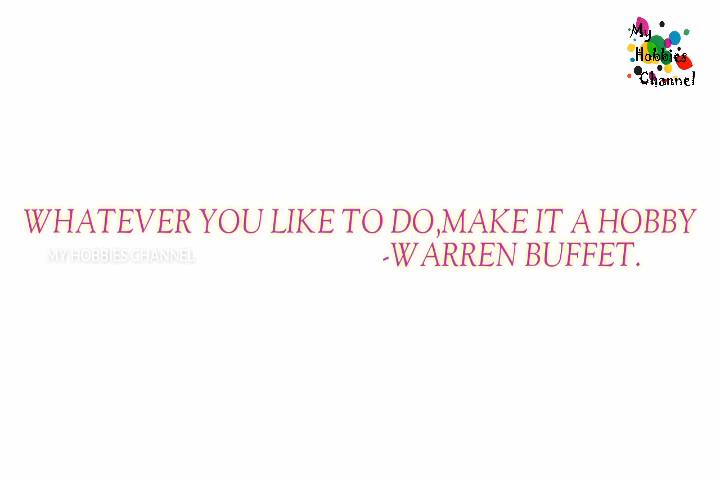 My
Hobbies
Channel
WHATEVER YOU LIKE TO DO,MAKE IT A HOBBY
-WARREN BUFFET.
MY HOBBIES CHANNEL